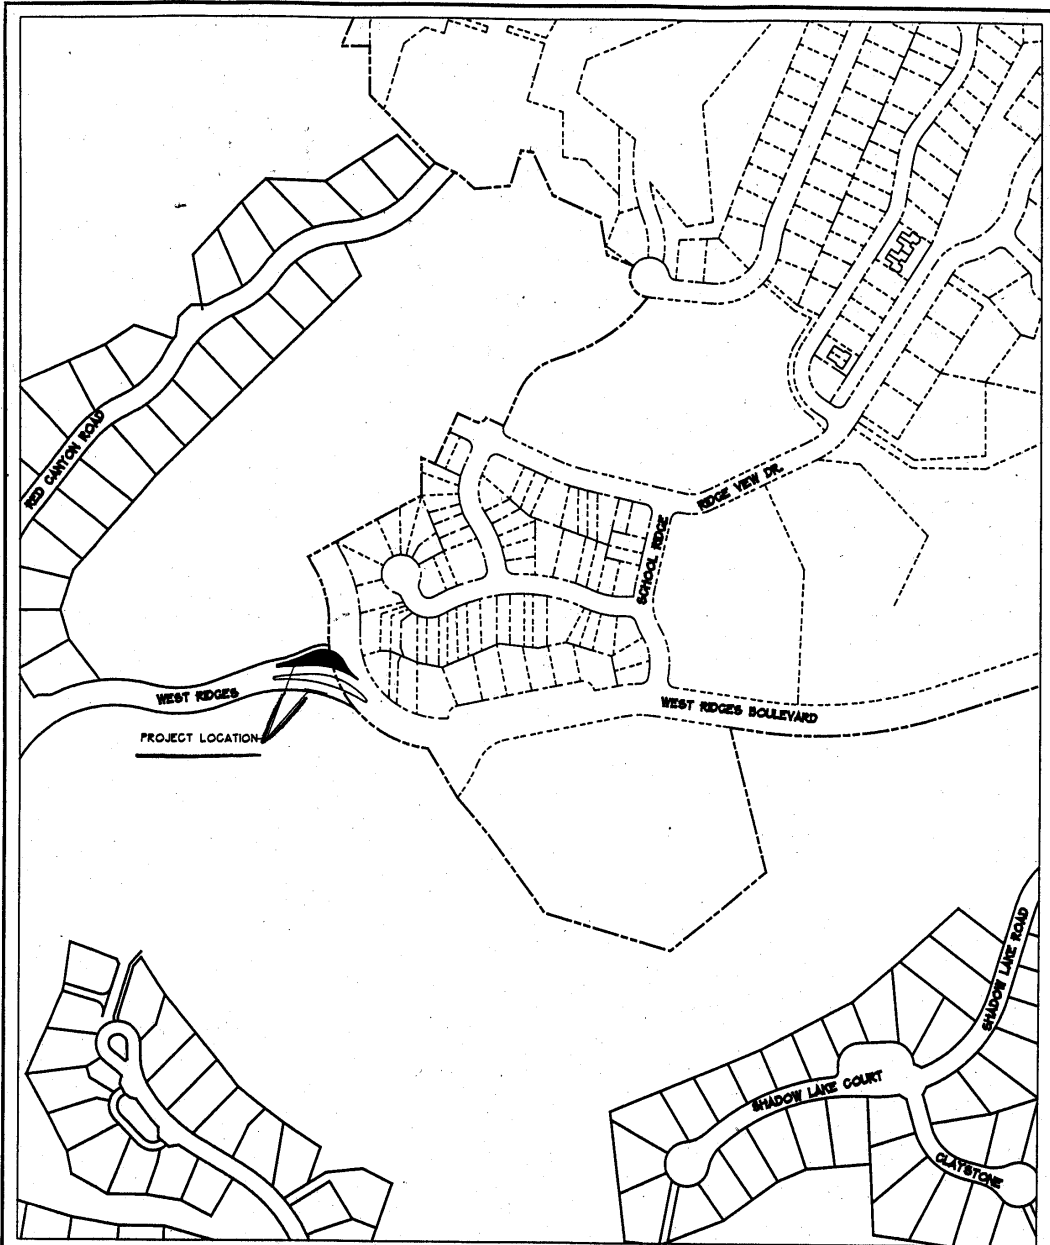 RED CANYON ROAD
RIDGE VIEW DR.
SCHOOL RIDGE
WEST RIDGES
WEST RIDGES BOULEVARD
PROJECT LOCATION
SHADOW LAKE ROAD
SHADOW LAKE COURT
CLAYSTONE